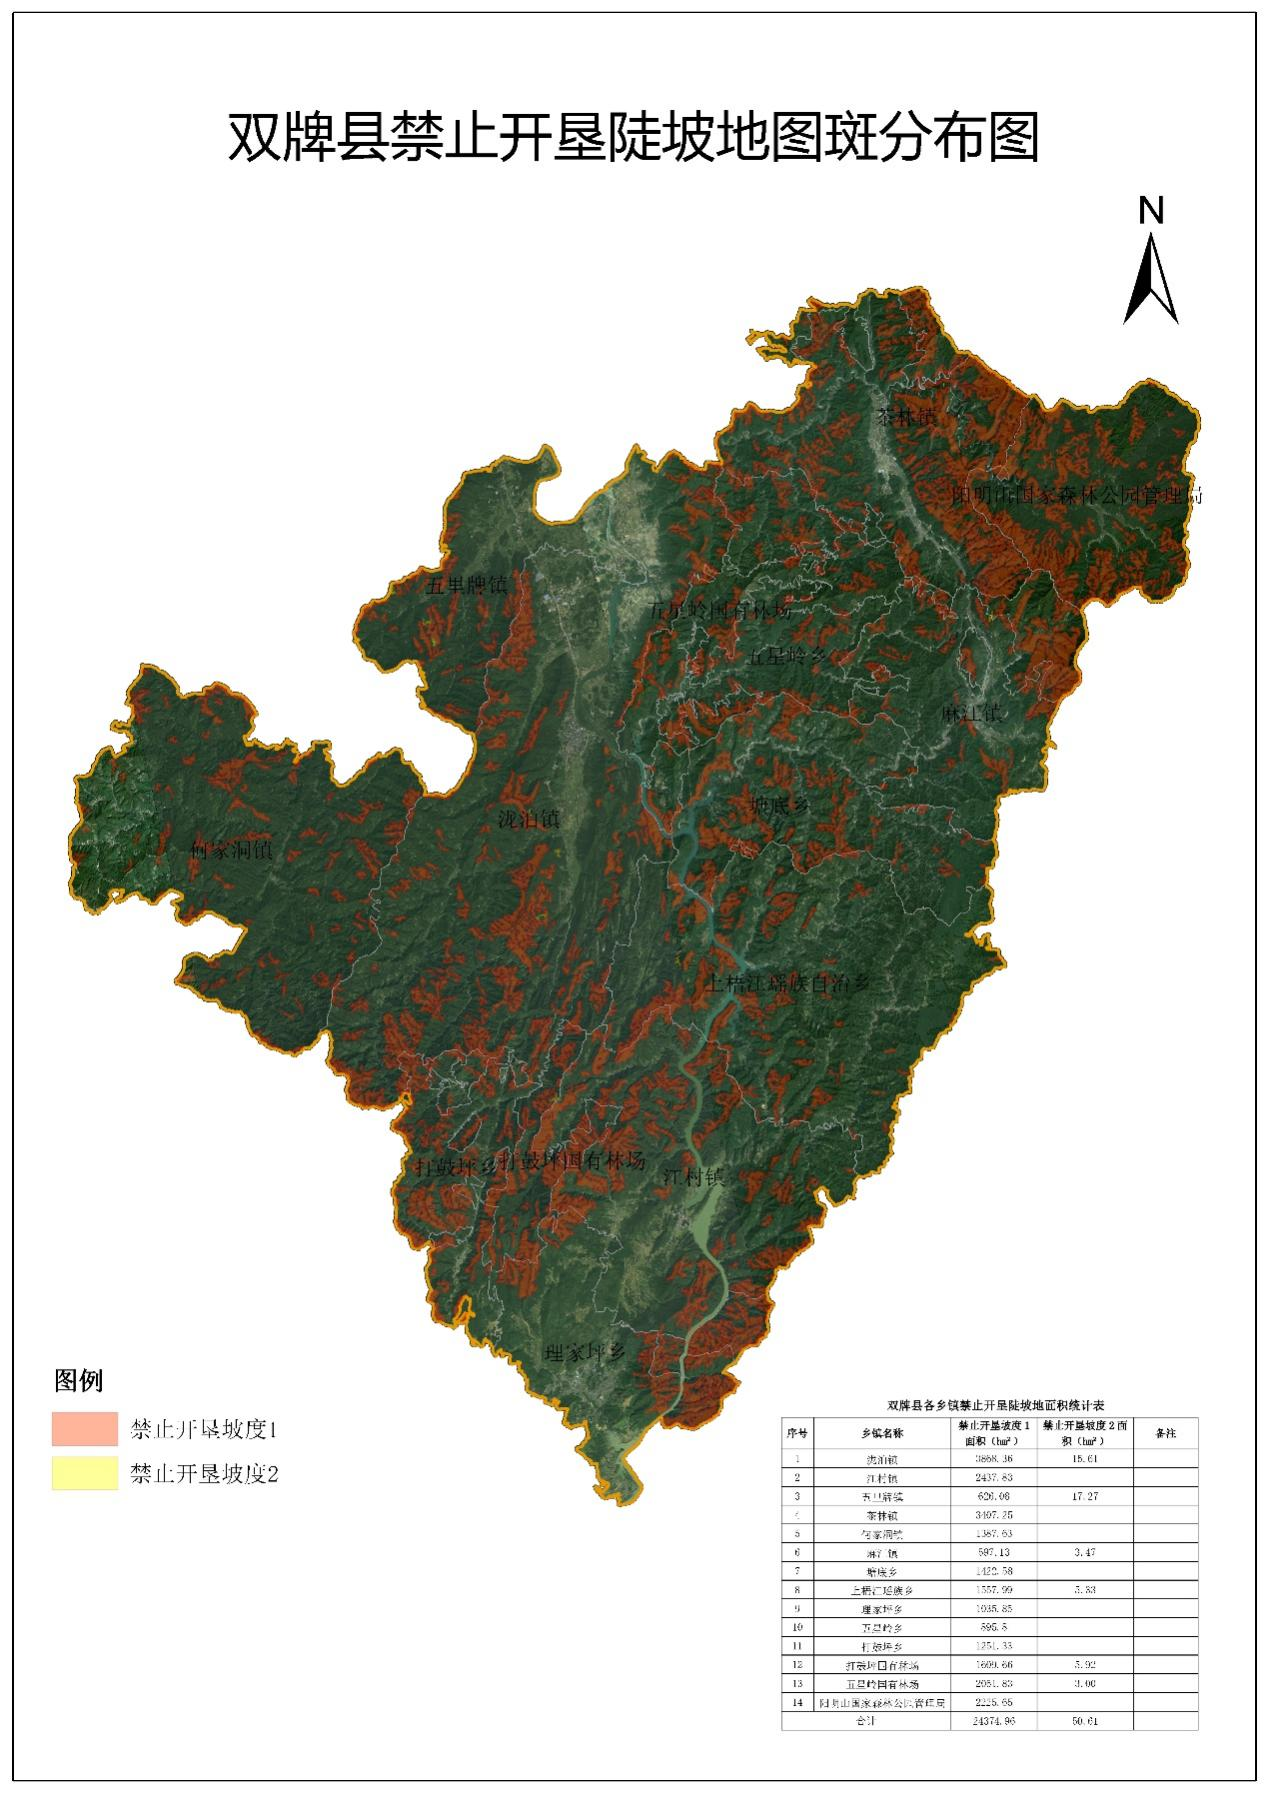 双牌县禁止开垦陡坡地图斑分布图
N
茶林镇
阳明山国家森林公园管理局
五里牌镇
五星岭国有林场
五星岭乡
麻江镇
塘底乡
泷泊镇
何家洞镇
上梧江瑶族自治乡
打鼓坪乡
打鼓坪国有林场
江村镇
理家坪乡
图例
禁止开垦坡度1
禁止开垦坡度2
双牌县各乡镇禁止开垦陡坡地面积统计表
序号 乡镇名称 禁止开垦坡度1面积（hm²） 禁止开垦坡度2面积（hm²） 备注
1 泷泊镇 3868.36 15.61
2 江村镇 2437.83
3 五里牌镇 626.06 17.27
4 茶林镇 3407.25
5 何家洞镇 1387.63
6 麻江镇 597.13 3.47
7 塘底乡 1422.58
8 上梧江瑶族乡 1557.99 5.33
9 理家坪乡 1035.85
10 五星岭乡 895.8
11 打鼓坪乡 1251.33
12 打鼓坪国有林场 1609.66 5.92
13 五星岭国有林场 2051.83 3.00
14 阳明山国家森林公园管理局 2225.65
合计 24374.96 50.61